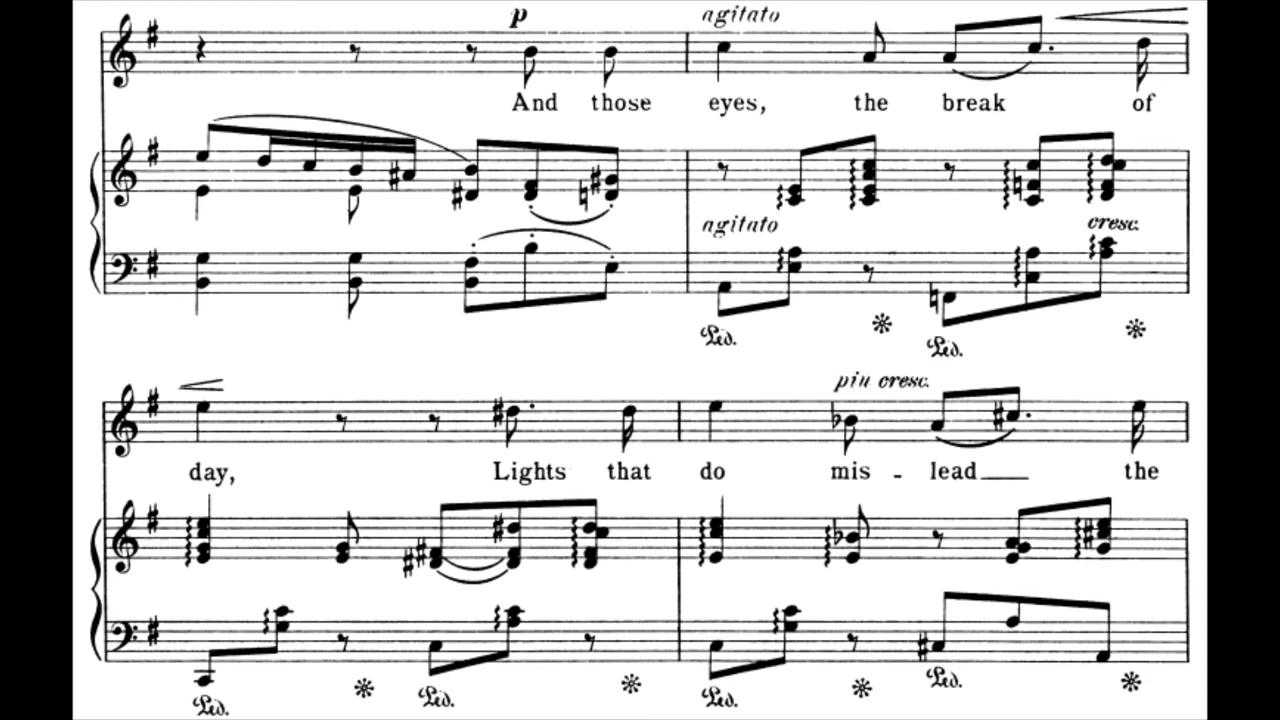 p
agitato
And those eyes, the break of
agitato
cresc.
Ped. Ped.
day, Lights that do mis - lead the
più cresc.
Ped. Ped. Ped. Ped.